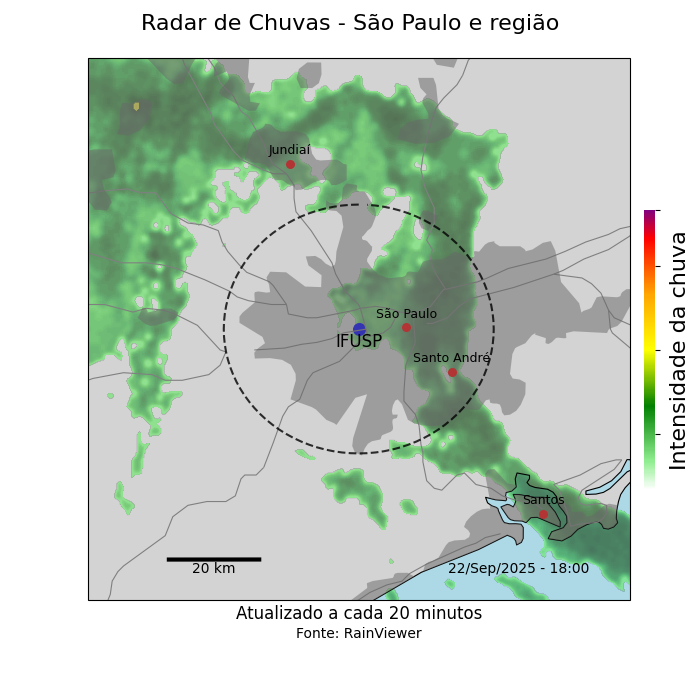 Radar de Chuvas - São Paulo e região
Jundiaí
São Paulo
IFUSP
Santo André
Santos
20 km
22/Sep/2025 - 18:00
Intensidade da chuva
Atualizado a cada 20 minutos
Fonte: RainViewer